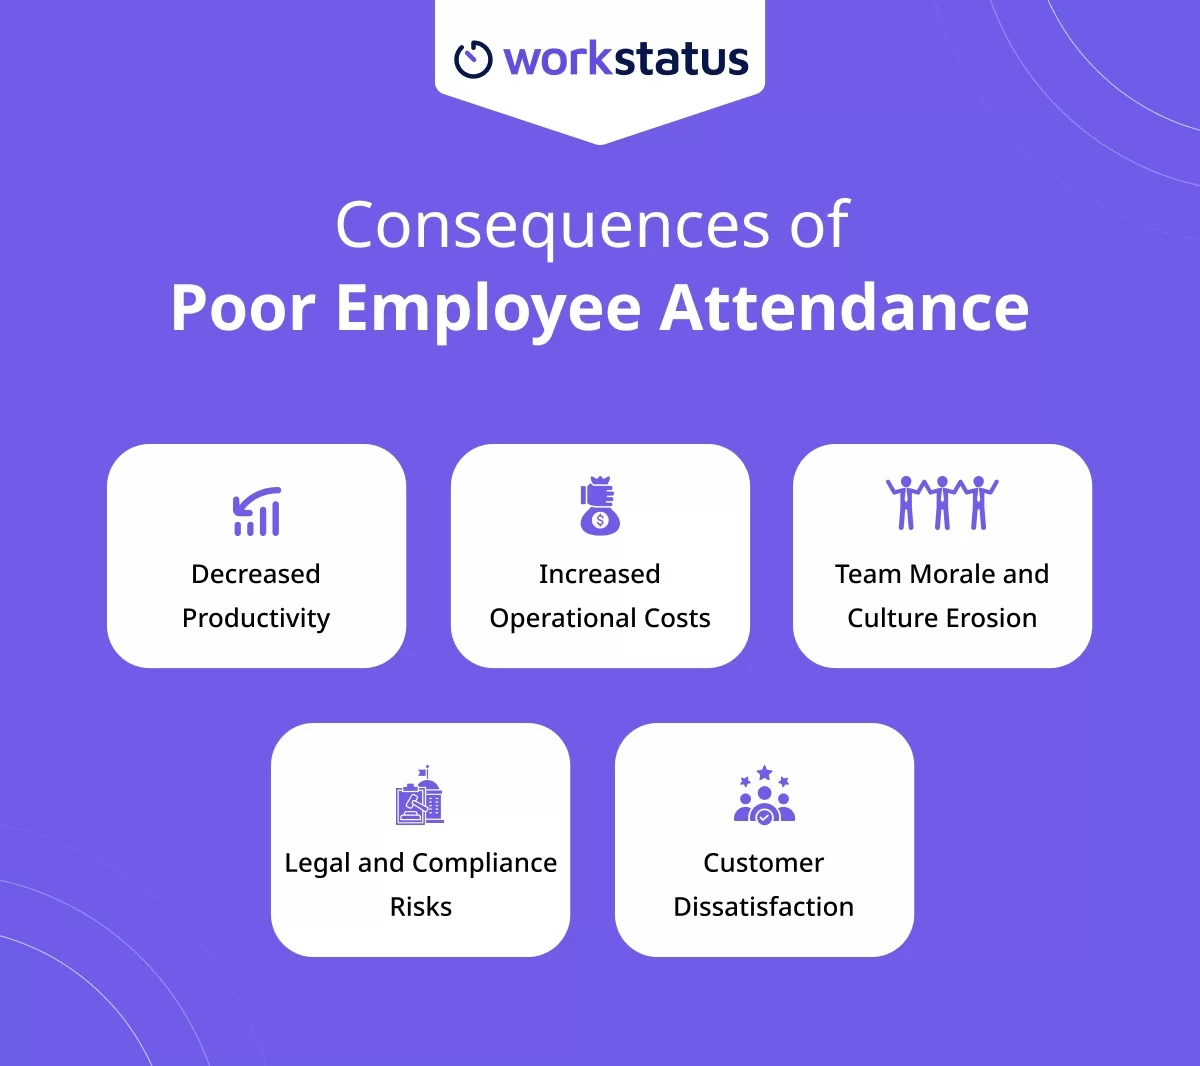 workstatus
Consequences of
Poor Employee Attendance
Decreased
Productivity
Increased
Operational Costs
Team Morale and
Culture Erosion
Legal and Compliance
Risks
Customer
Dissatisfaction